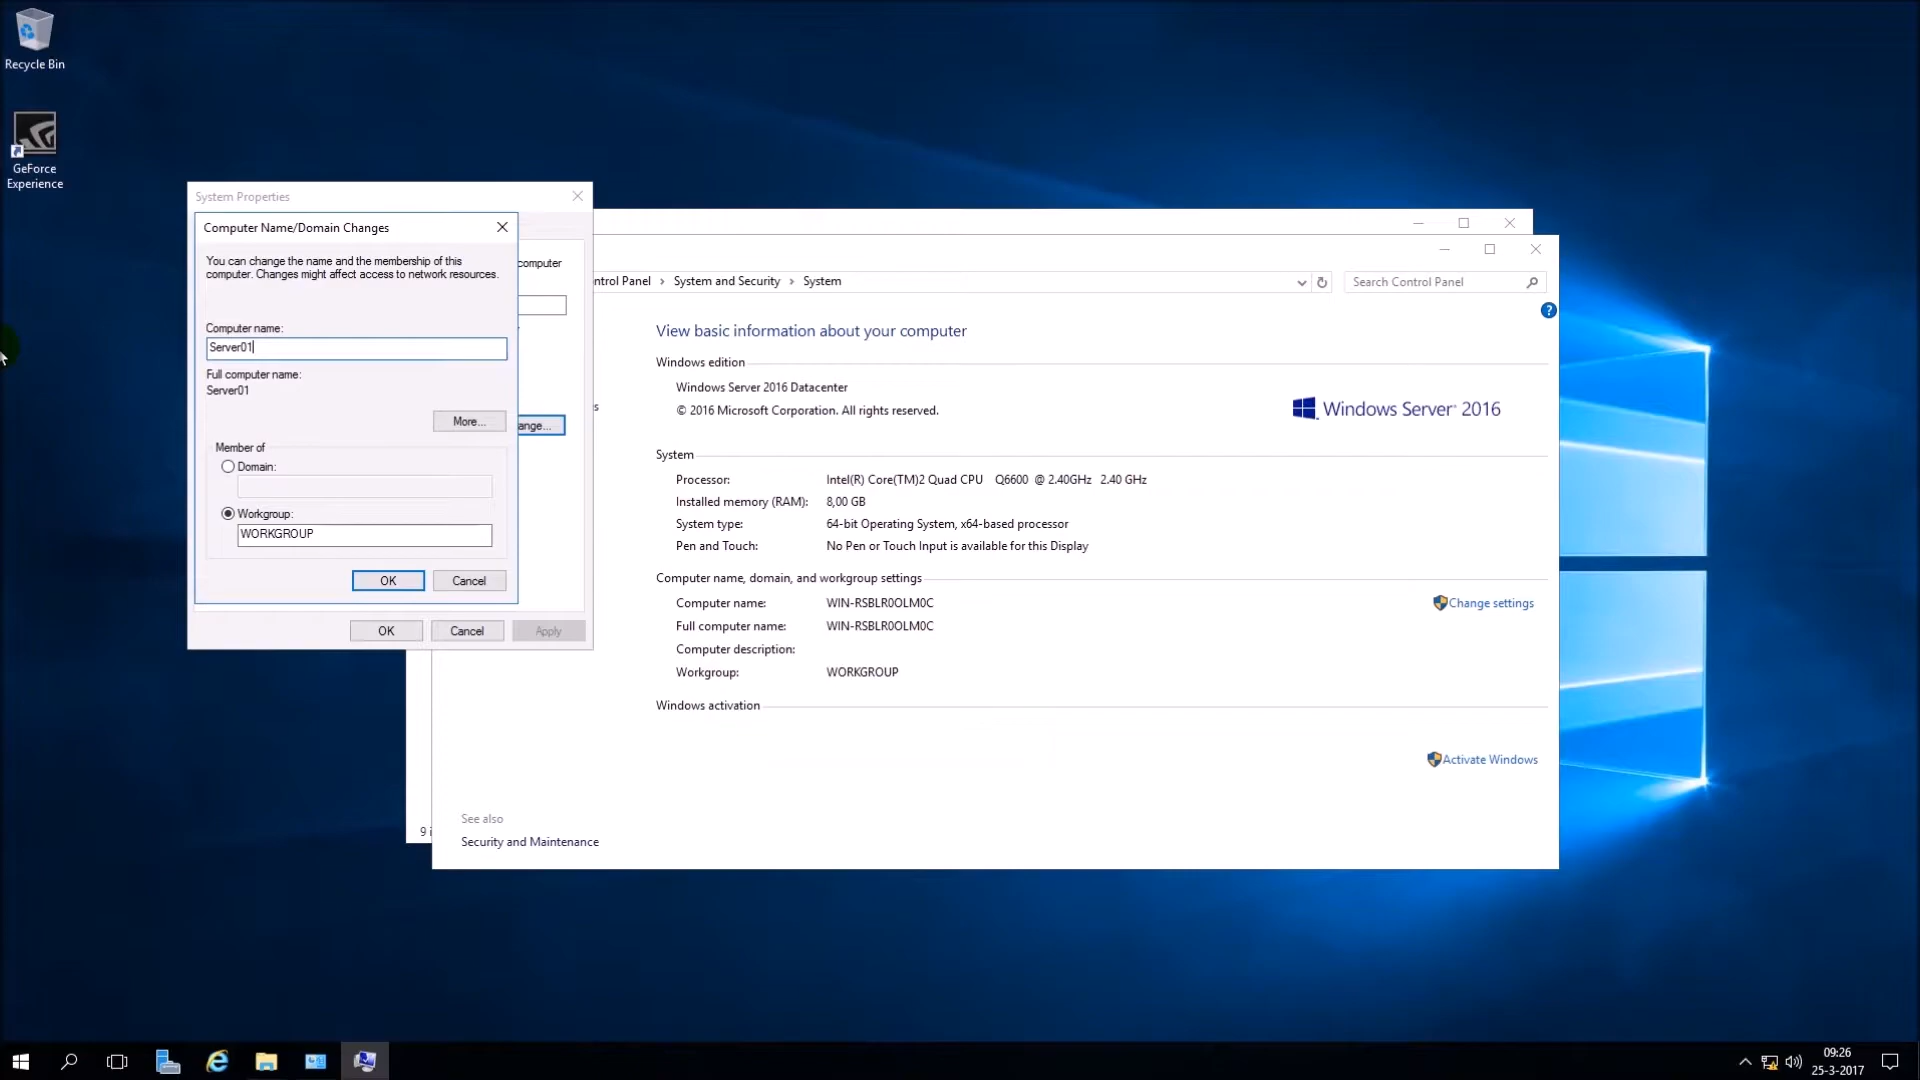 Recycle Bin
GeForce
Experience
System Properties
Computer Name/Domain Changes
You can change the name and the membership of this
computer. Changes might affect access to network resources.
computer
Computer name:
Server01
Full computer name:
Server01
More...
ange...
Member of
Domain:
Workgroup:
WORKGROUP
OK
Cancel
OK
Cancel
Apply
ntrol Panel › System and Security › System
Search Control Panel
?
View basic information about your computer
Windows edition
Windows Server 2016 Datacenter
© 2016 Microsoft Corporation. All rights reserved.
Windows Server® 2016
System
Processor: Intel(R) Core(TM)2 Quad CPU Q6600 @ 2.40GHz 2.40 GHz
Installed memory (RAM): 8,00 GB
System type: 64-bit Operating System, x64-based processor
Pen and Touch: No Pen or Touch Input is available for this Display
Computer name, domain, and workgroup settings
Computer name: WIN-RSBLR0OLM0C
Change settings
Full computer name: WIN-RSBLR0OLM0C
Computer description:
Workgroup: WORKGROUP
Windows activation
Activate Windows
See also
Security and Maintenance
9 i
09:26
25-3-2017